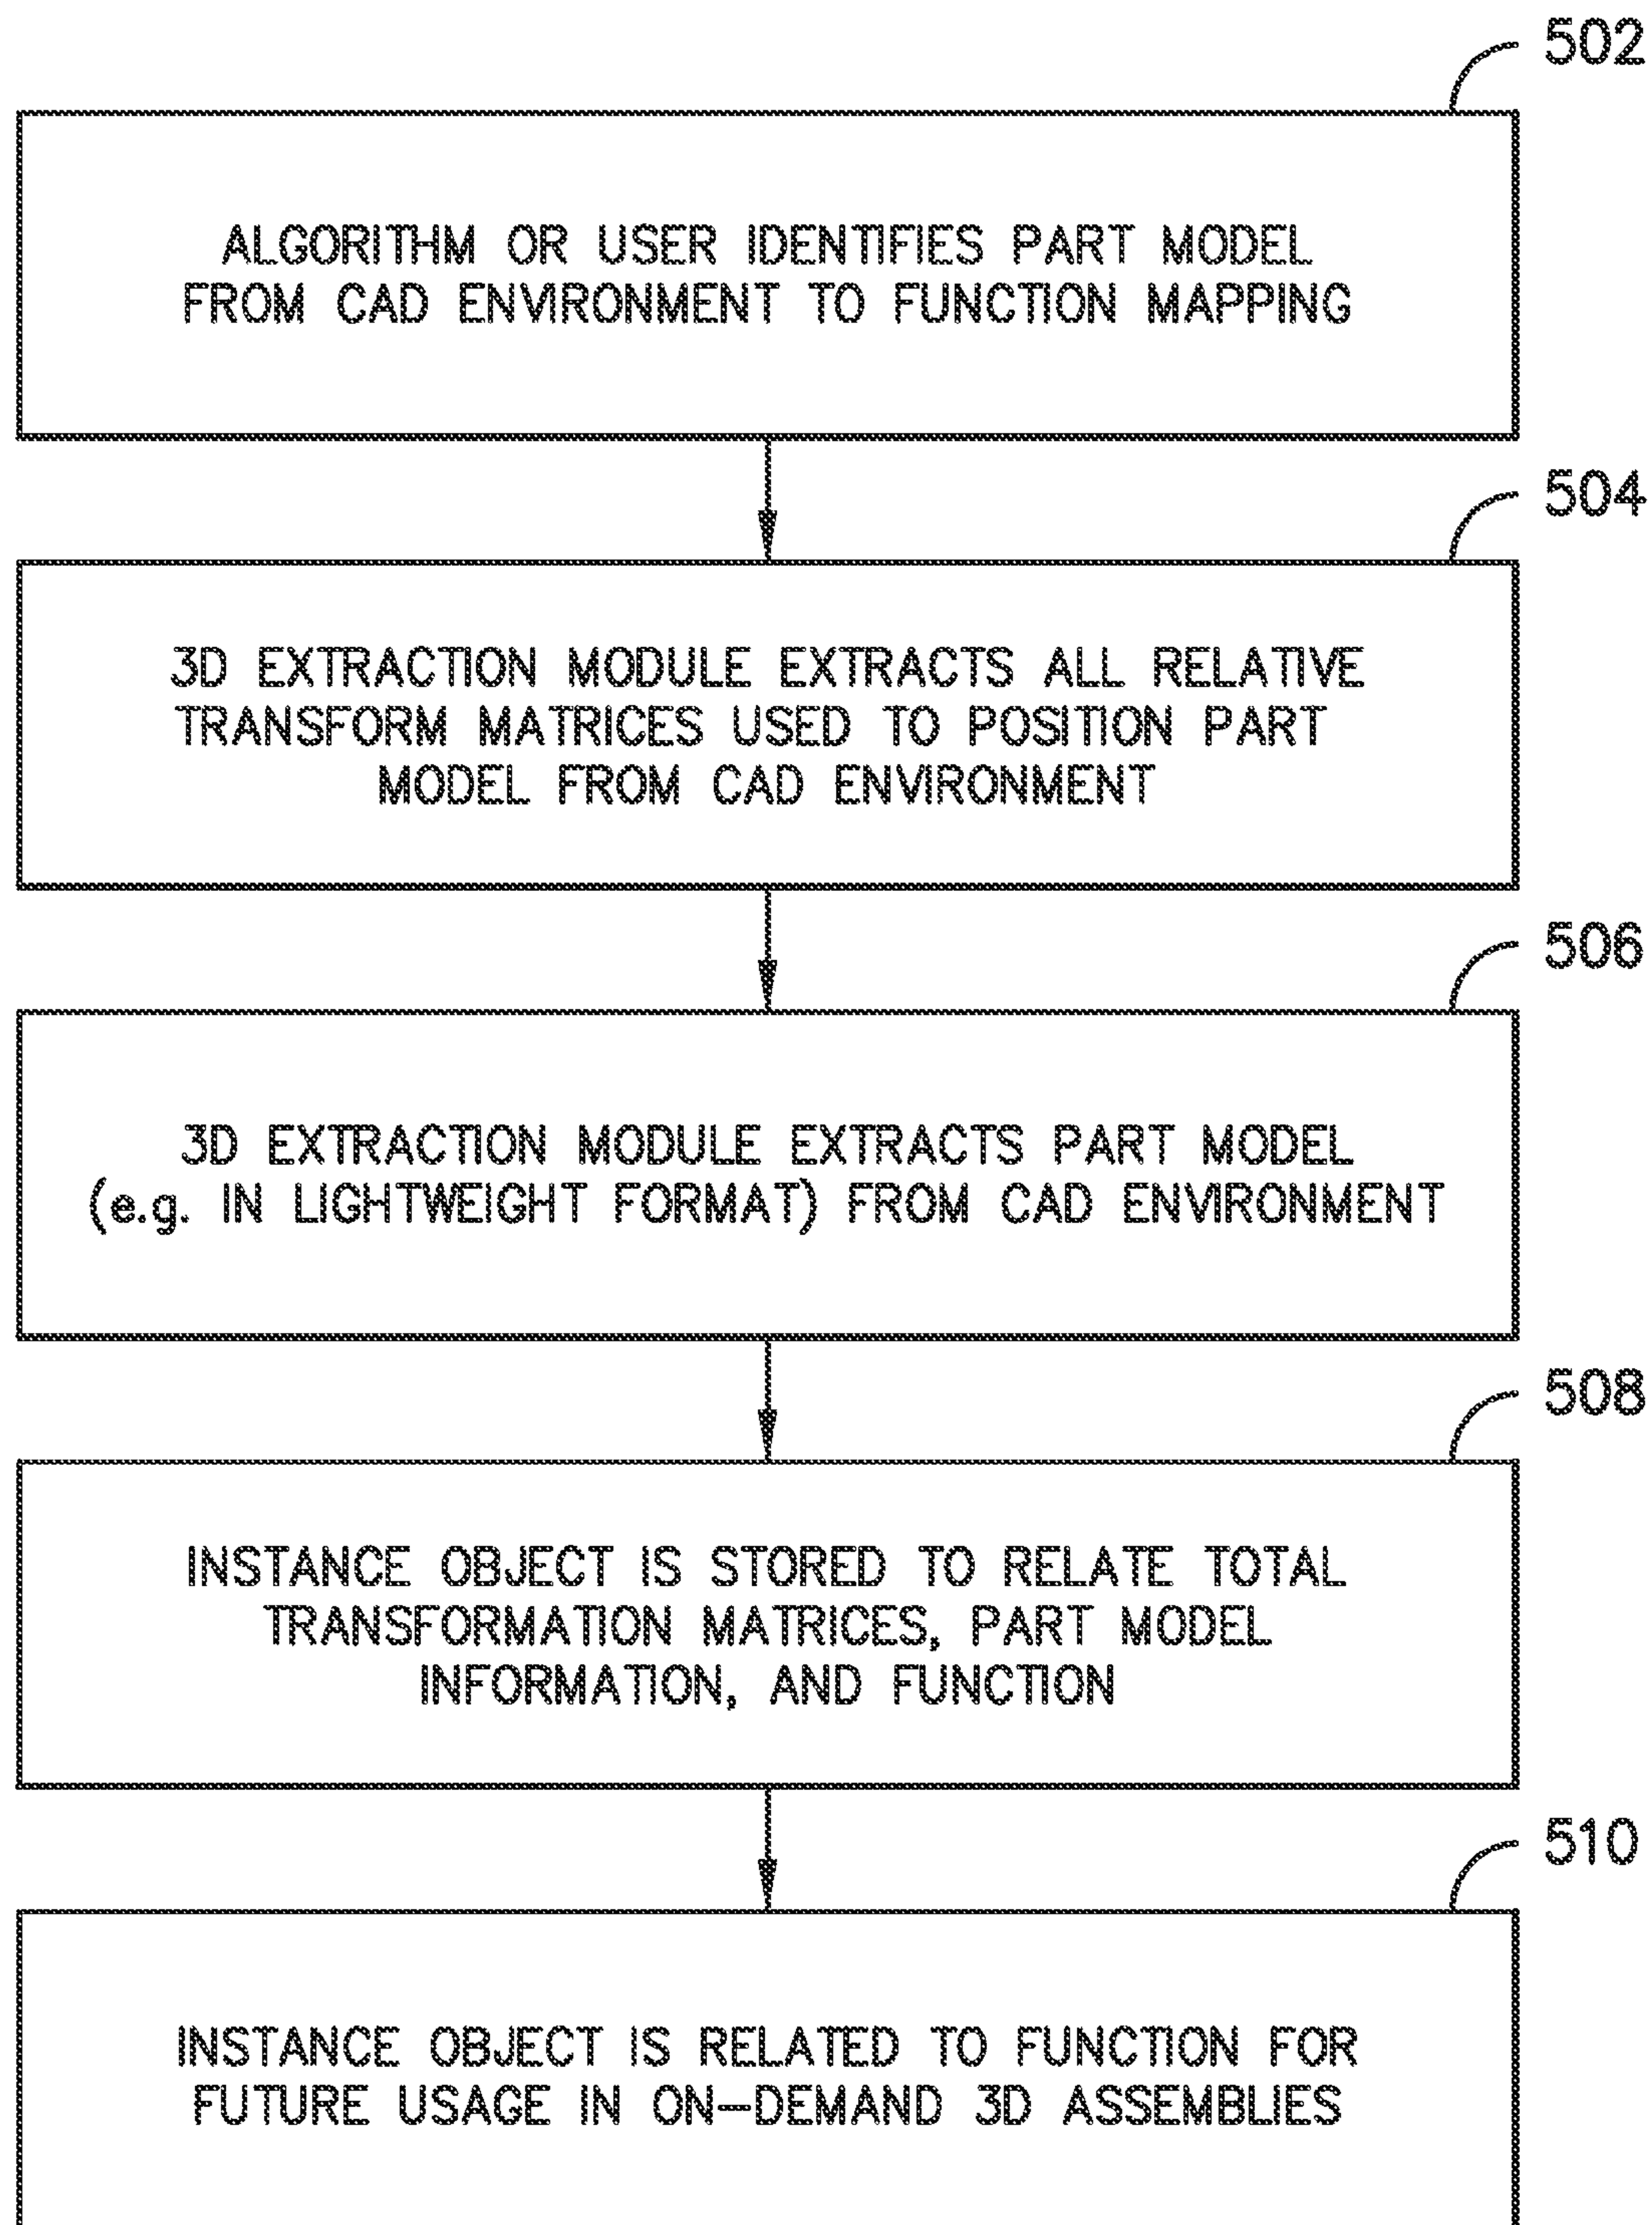 502
ALGORITHM OR USER IDENTIFIES PART MODEL
FROM CAD ENVIRONMENT TO FUNCTION MAPPING
504
3D EXTRACTION MODULE EXTRACTS ALL RELATIVE
TRANSFORM MATRICES USED TO POSITION PART
MODEL FROM CAD ENVIRONMENT
506
3D EXTRACTION MODULE EXTRACTS PART MODEL
(e.g. IN LIGHTWEIGHT FORMAT) FROM CAD ENVIRONMENT
508
INSTANCE OBJECT IS STORED TO RELATE TOTAL
TRANSFORMATION MATRICES, PART MODEL
INFORMATION, AND FUNCTION
510
INSTANCE OBJECT IS RELATED TO FUNCTION FOR
FUTURE USAGE IN ON-DEMAND 3D ASSEMBLIES